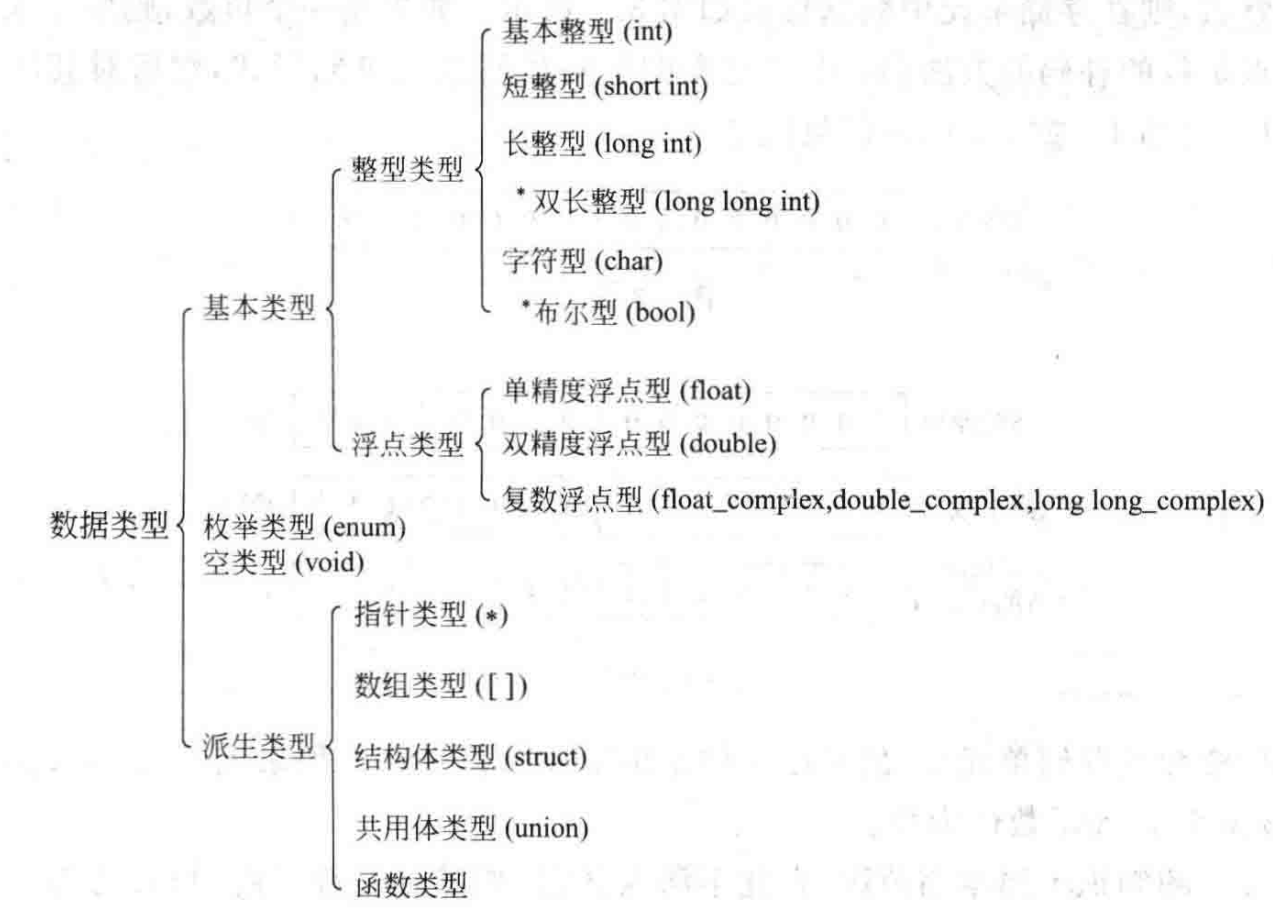 基本整型 (int)
短整型 (short int)
长整型 (long int)
整型类型
*双长整型 (long long int)
字符型 (char)
基本类型
*布尔型 (bool)
单精度浮点型 (float)
浮点类型
双精度浮点型 (double)
复数浮点型 (float_complex,double_complex,long long_complex)
数据类型
枚举类型 (enum)
空类型 (void)
指针类型 (*)
数组类型 ([ ])
派生类型
结构体类型 (struct)
共用体类型 (union)
函数类型